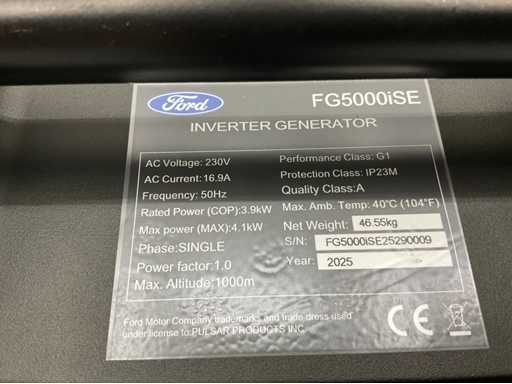 Ford
FG5000iSE
INVERTER GENERATOR
AC Voltage: 230V
AC Current: 16.9A
Frequency: 50Hz
Rated Power (COP): 3.9kW
Max power (MAX): 4.1kW
Phase: SINGLE
Power factor: 1,0
Max. Altitude: 1000m
Performance Class: G1
Protection Class: IP23M
Quality Class: A
Max. Amb. Temp: 40°C (104°F)
Net Weight: 46.55kg
S/N: FG5000iSE25290009
Year: 2025
Ford Motor Company trademarks and trade dress used
under license to: PULSAR PRODUCTS INC
CE